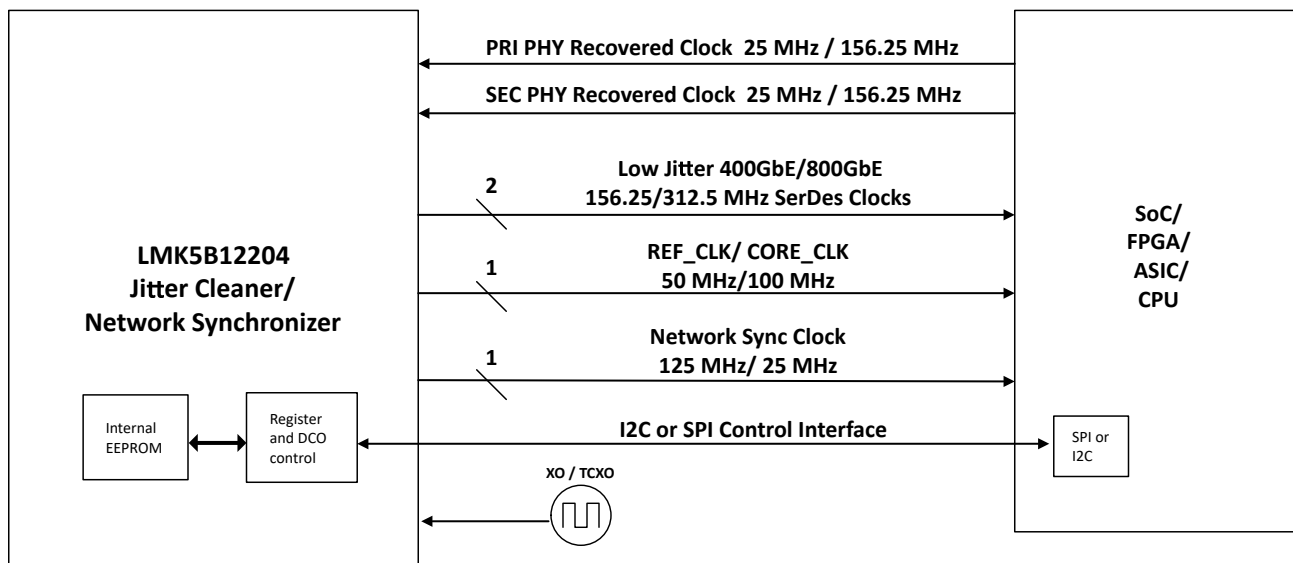 PRI PHY Recovered Clock 25 MHz / 156.25 MHz
SEC PHY Recovered Clock 25 MHz / 156.25 MHz
Low Jitter 400GbE/800GbE
2
156.25/312.5 MHz SerDes Clocks
LMK5B12204
Jitter Cleaner/
Network Synchronizer
REF_CLK/ CORE_CLK
1
50 MHz/100 MHz
SoC/
FPGA/
ASIC/
CPU
Network Sync Clock
1
125 MHz/ 25 MHz
Internal
EEPROM
Register
and DCO
control
I2C or SPI Control Interface
SPI or
I2C
XO / TCXO